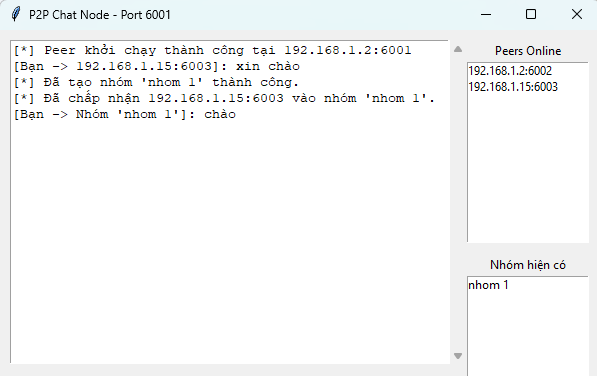 P2P Chat Node - Port 6001
[*] Peer khởi chạy thành công tại 192.168.1.2:6001
[Bạn -> 192.168.1.15:6003]: xin chào
[*] Đã tạo nhóm 'nhom 1' thành công.
[*] Đã chấp nhận 192.168.1.15:6003 vào nhóm 'nhom 1'.
[Bạn -> Nhóm 'nhom 1']: chào
Peers Online
192.168.1.2:6002
192.168.1.15:6003
Nhóm hiện có
nhom 1